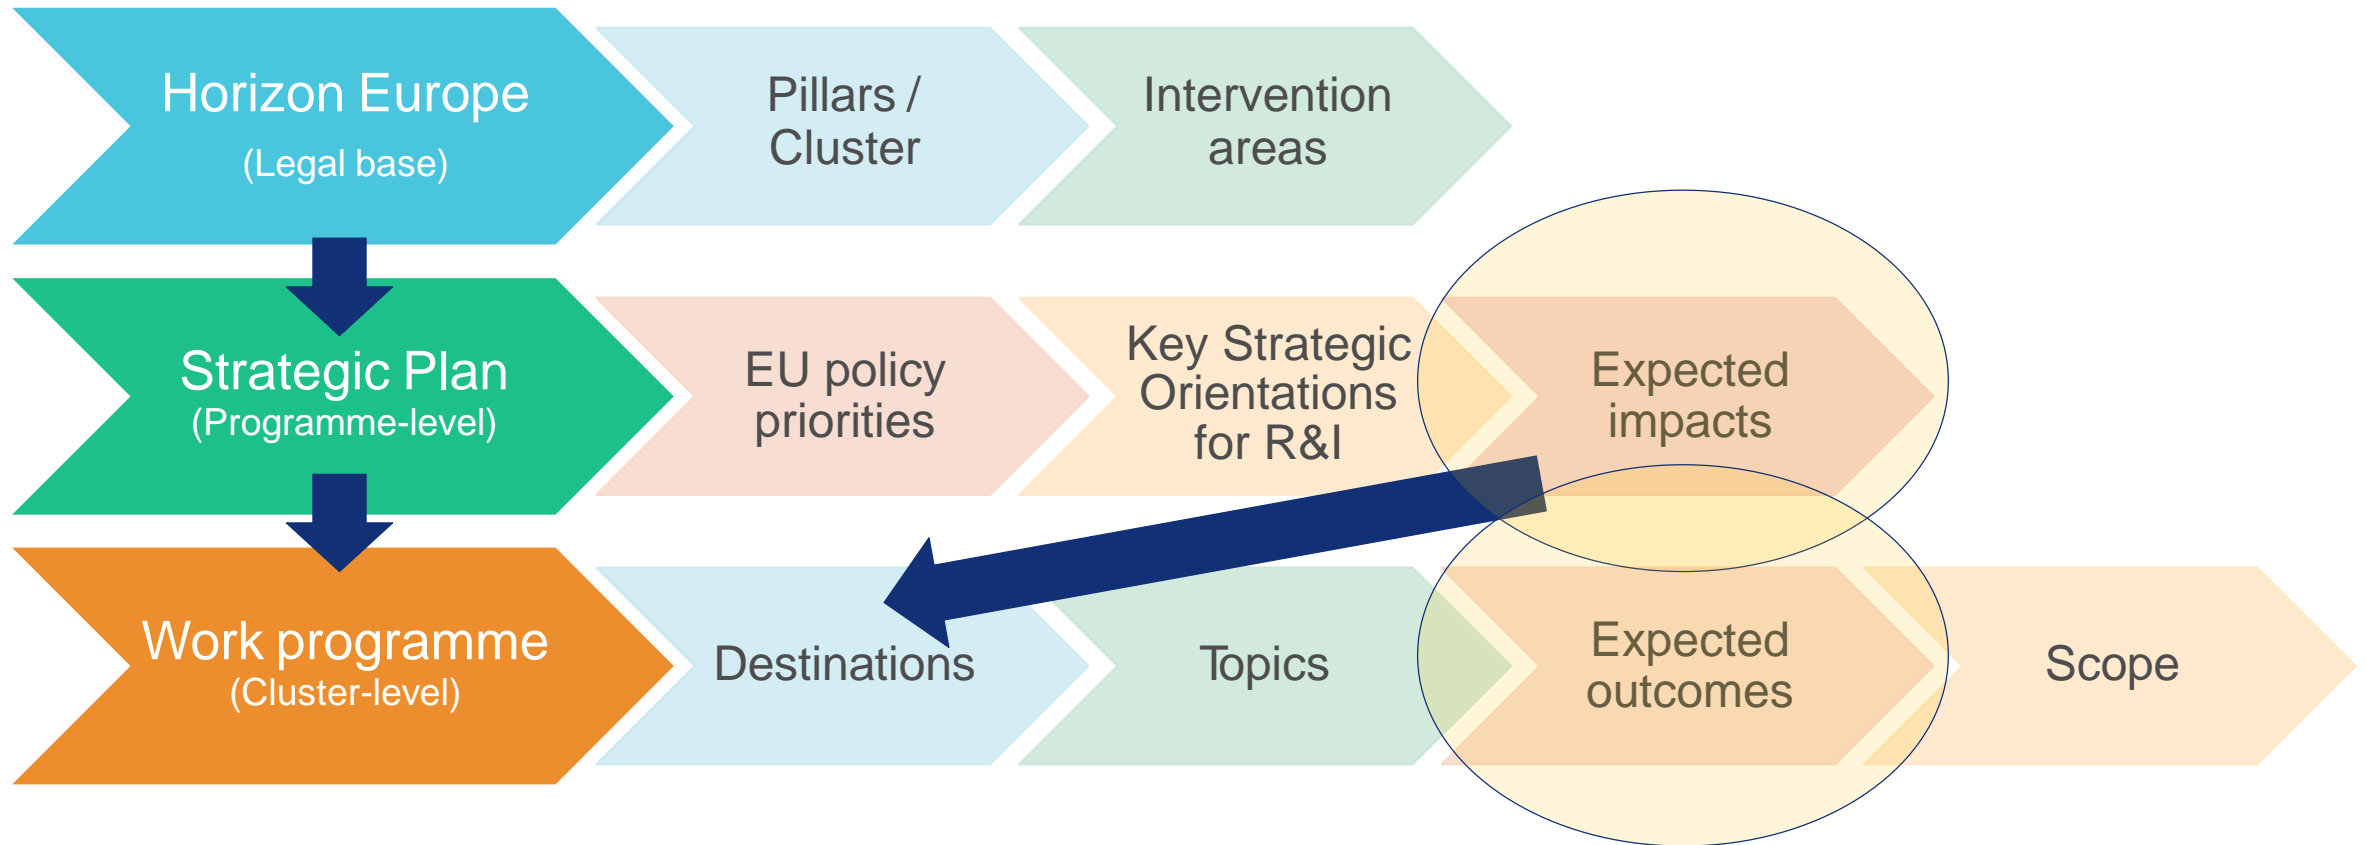 Horizon Europe
(Legal base)
Pillars /
Cluster
Intervention
areas
Strategic Plan
(Programme-level)
EU policy
priorities
Key Strategic
Orientations
for R&I
Expected
impacts
Work programme
(Cluster-level)
Destinations
Topics
Expected
outcomes
Scope